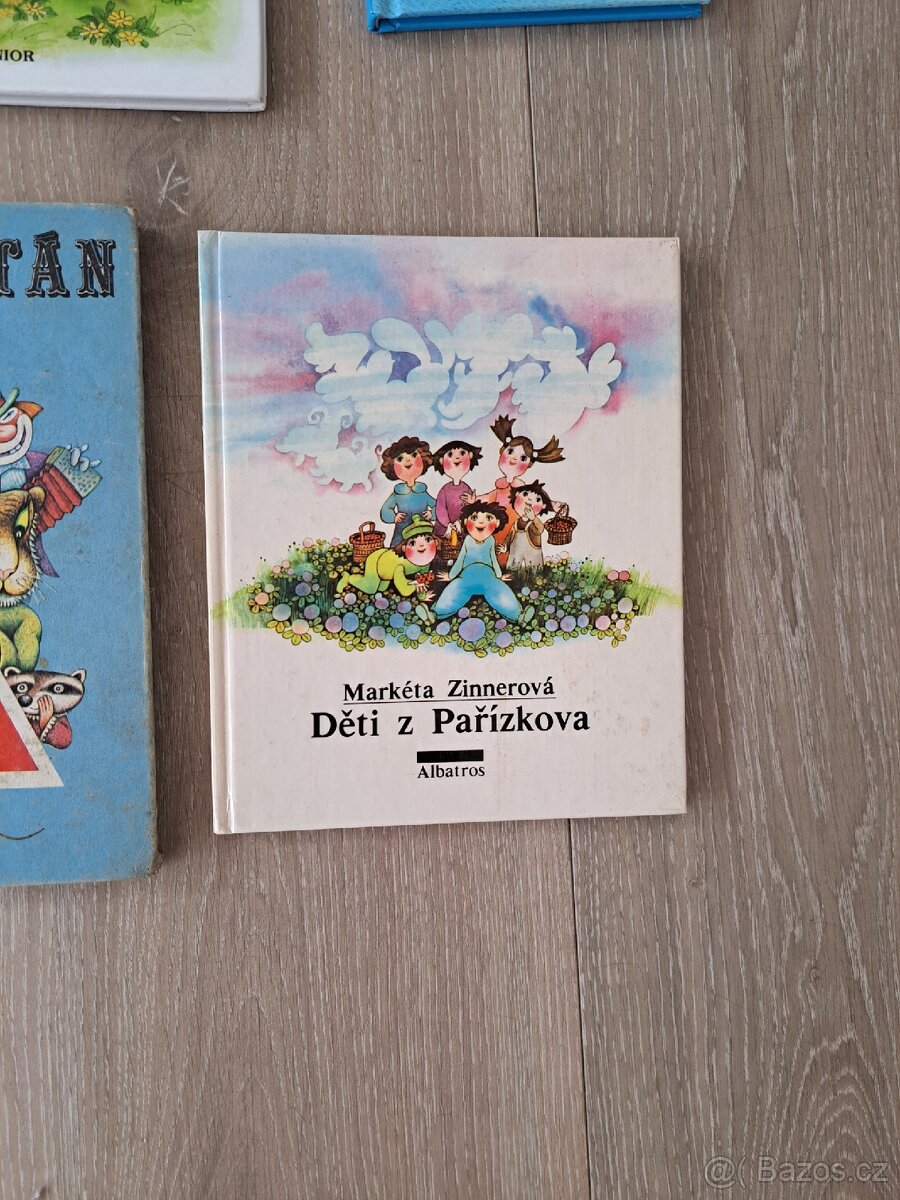 NIOR
TÁN
Markéta Zinnerová
Děti z Pařízkova
Albatros
@( Bazos.cz